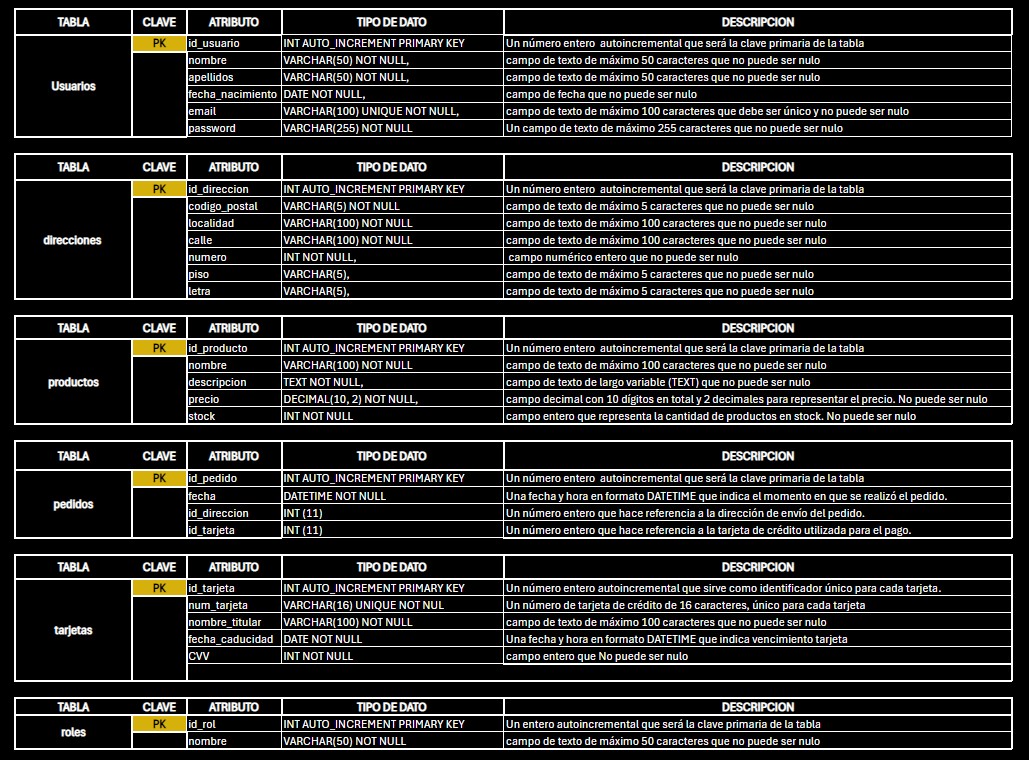 TABLA CLAVE ATRIBUTO TIPO DE DATO DESCRIPCION
Usuarios PK id_usuario INT AUTO_INCREMENT PRIMARY KEY Un número entero autoincremental que será la clave primaria de la tabla
nombre VARCHAR(50) NOT NULL, campo de texto de máximo 50 caracteres que no puede ser nulo
apellidos VARCHAR(50) NOT NULL, campo de texto de máximo 50 caracteres que no puede ser nulo
fecha_nacimiento DATE NOT NULL, campo de fecha que no puede ser nulo
email VARCHAR(100) UNIQUE NOT NULL, campo de texto de máximo 100 caracteres que debe ser único y no puede ser nulo
password VARCHAR(255) NOT NULL Un campo de texto de máximo 255 caracteres que no puede ser nulo
TABLA CLAVE ATRIBUTO TIPO DE DATO DESCRIPCION
direcciones PK id_direccion INT AUTO_INCREMENT PRIMARY KEY Un número entero autoincremental que será la clave primaria de la tabla
codigo_postal VARCHAR(5) NOT NULL campo de texto de máximo 5 caracteres que no puede ser nulo
localidad VARCHAR(100) NOT NULL campo de texto de máximo 100 caracteres que no puede ser nulo
calle VARCHAR(100) NOT NULL campo de texto de máximo 100 caracteres que no puede ser nulo
numero INT NOT NULL, campo numérico entero que no puede ser nulo
piso VARCHAR(5), campo de texto de máximo 5 caracteres que no puede ser nulo
letra VARCHAR(5), campo de texto de máximo 5 caracteres que no puede ser nulo
TABLA CLAVE ATRIBUTO TIPO DE DATO DESCRIPCION
productos PK id_producto INT AUTO_INCREMENT PRIMARY KEY Un número entero autoincremental que será la clave primaria de la tabla
nombre VARCHAR(100) NOT NULL campo de texto de máximo 100 caracteres que no puede ser nulo
descripcion TEXT NOT NULL, campo de texto de largo variable (TEXT) que no puede ser nulo
precio DECIMAL(10, 2) NOT NULL, campo decimal con 10 dígitos en total y 2 decimales para representar el precio. No puede ser nulo
stock INT NOT NULL campo entero que representa la cantidad de productos en stock. No puede ser nulo
TABLA CLAVE ATRIBUTO TIPO DE DATO DESCRIPCION
pedidos PK id_pedido INT AUTO_INCREMENT PRIMARY KEY Un número entero autoincremental que será la clave primaria de la tabla
fecha DATETIME NOT NULL Una fecha y hora en formato DATETIME que indica el momento en que se realizó el pedido.
id_direccion INT (11) Un número entero que hace referencia a la dirección de envío del pedido.
id_tarjeta INT (11) Un número entero que hace referencia a la tarjeta de crédito utilizada para el pago.
TABLA CLAVE ATRIBUTO TIPO DE DATO DESCRIPCION
tarjetas PK id_tarjeta INT AUTO_INCREMENT PRIMARY KEY Un número entero autoincremental que sirve como identificador único para cada tarjeta.
num_tarjeta VARCHAR(16) UNIQUE NOT NUL Un número de tarjeta de crédito de 16 caracteres, único para cada tarjeta
nombre_titular VARCHAR(100) NOT NULL campo de texto de máximo 100 caracteres que no puede ser nulo
fecha_caducidad DATE NOT NULL Una fecha y hora en formato DATETIME que indica vencimiento tarjeta
CVV INT NOT NULL campo entero que No puede ser nulo
TABLA CLAVE ATRIBUTO TIPO DE DATO DESCRIPCION
roles PK id_rol INT AUTO_INCREMENT PRIMARY KEY Un entero autoincremental que será la clave primaria de la tabla
nombre VARCHAR(50) NOT NULL campo de texto de máximo 50 caracteres que no puede ser nulo